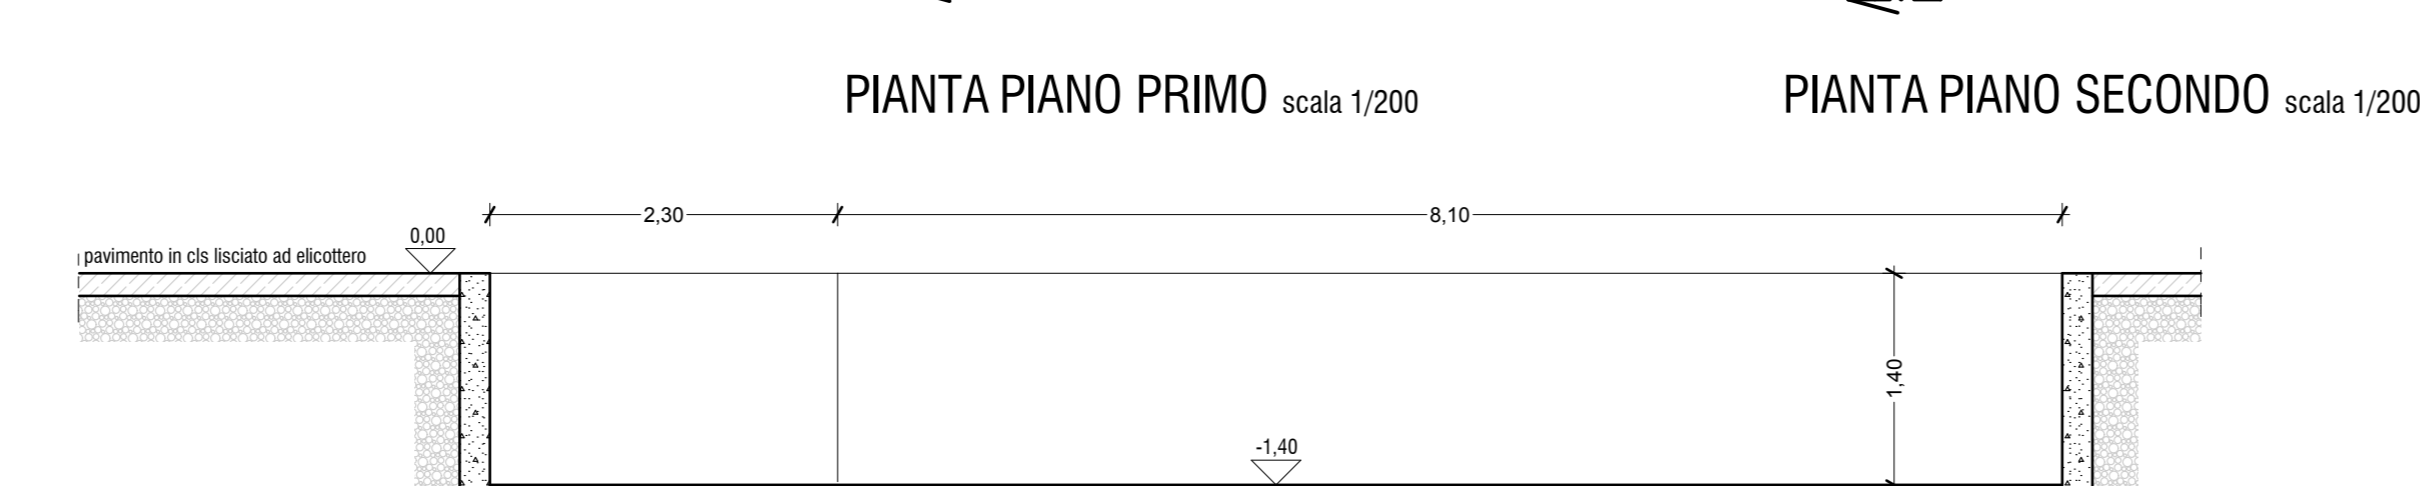 PIANTA PIANO PRIMO scala 1/200
PIANTA PIANO SECONDO scala 1/200
2,30
8,10
0,00
pavimento in cls lisciato ad elicottero
1,40
-1,40